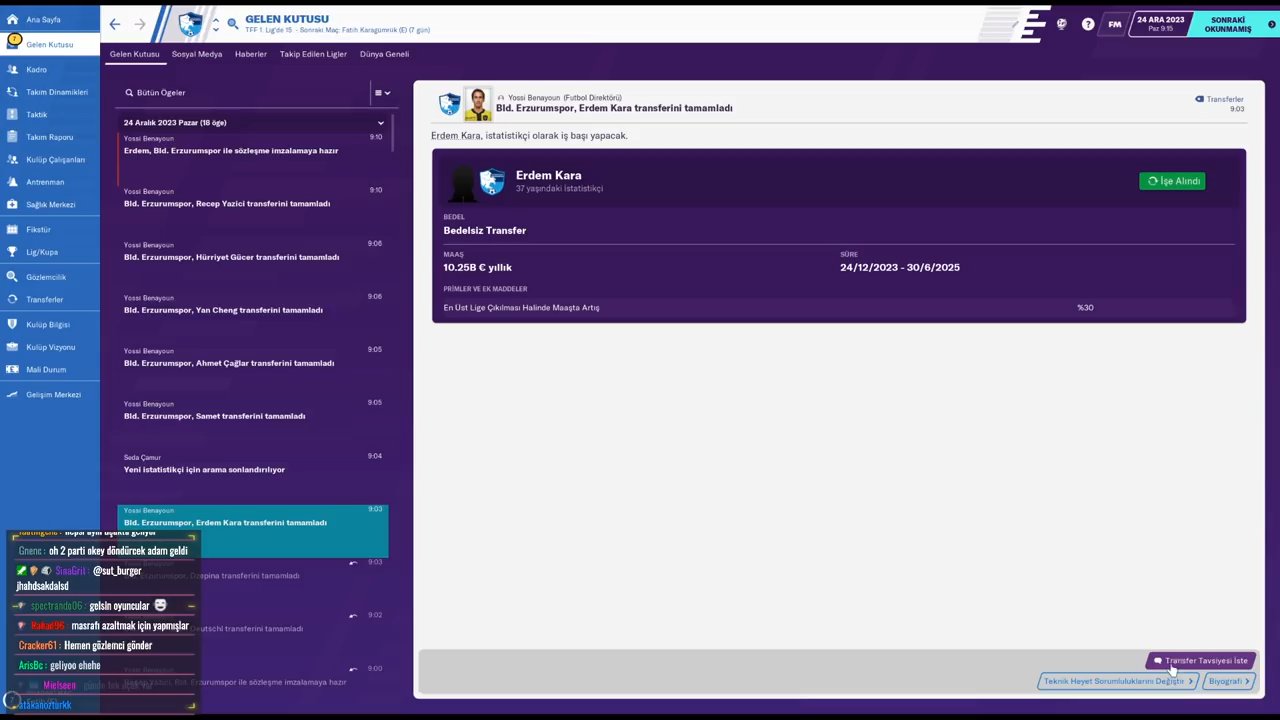 Ana Sayfa
Gelen Kutusu
Kadro
Takım Dinamikleri
Taktik
Takım Raporu
Kulüp Çalışanları
Antrenman
Sağlık Merkezi
Fikstür
Lig/Kupa
Gözlemcilik
Transferler
Kulüp Bilgisi
Kulüp Vizyonu
Mali Durum
Gelişim Merkezi
GELEN KUTUSU
TFF 1. Lig'de 15 - Sonraki Maç: Fatih Karagümrük (E) (7 gün)
FM
24 ARA 2023
Paz 9:15
SONRAKİ
OKUNMAMIŞ
Gelen Kutusu
Sosyal Medya
Haberler
Takip Edilen Ligler
Dünya Geneli
Bütün Ögeler
24 Aralık 2023 Pazar (18 öge)
Yossi Benayoun 9:10
Erdem, Bld. Erzurumspor ile sözleşme imzalamaya hazır
Yossi Benayoun 9:10
Bld. Erzurumspor, Recep Yazici transferini tamamladı
Yossi Benayoun 9:06
Bld. Erzurumspor, Hürriyet Gücer transferini tamamladı
Yossi Benayoun 9:06
Bld. Erzurumspor, Yan Cheng transferini tamamladı
Yossi Benayoun 9:05
Bld. Erzurumspor, Ahmet Çağlar transferini tamamladı
Yossi Benayoun 9:05
Bld. Erzurumspor, Samet transferini tamamladı
Seda Çamur 9:04
Yeni istatistikçi için arama sonlandırılıyor
Yossi Benayoun 9:03
Bld. Erzurumspor, Erdem Kara transferini tamamladı
9:03
transferini tamamladı
9:02
transferini tamamladı
9:00
Bld. Erzurumspor ile sözleşme imzalamaya hazır
Yossi Benayoun (Futbol Direktörü)
Bld. Erzurumspor, Erdem Kara transferini tamamladı
Transferler
9:03
Erdem Kara, istatistikçi olarak iş başı yapacak.
Erdem Kara
37 yaşındaki İstatistikçi
İşe Alındı
BEDEL
Bedelsiz Transfer
MAAŞ
10.25B € yıllık
SÜRE
24/12/2023 - 30/6/2025
PRİMLER VE EK MADDELER
En Üst Lige Çıkılması Halinde Maaşta Artış %30
Transfer Tavsiyesi İste
Teknik Heyet Sorumluluklarını Değiştir
Biyografi
Gnenc : oh 2 parti okey döndürcek adam geldi
SinaGrit : @sut_burger
jhahdsakdalsd
spectrandu06 : gelsin oyuncular
Rukae96 : masrafı azaltmak için yapmışlar
Cracker61 : Hemen gözlemci gönder
ArisBc : geliyoo ehehe
Mielseen
atakanozturkk